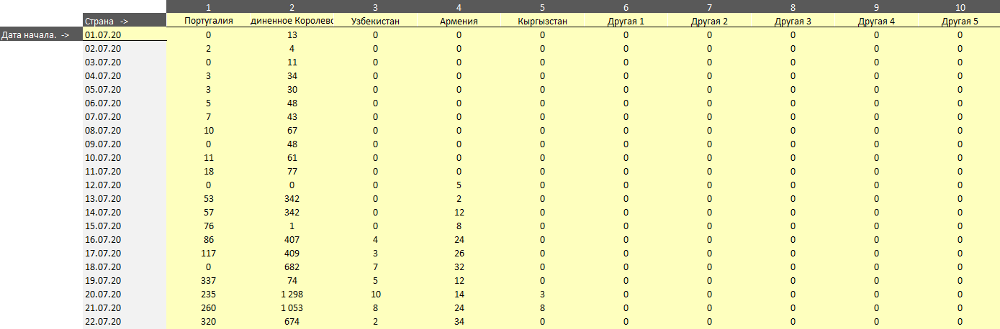 1 2 3 4 5 6 7 8 9 10
Страна -> Португалия диненное Королевс Узбекистан Армения Кыргызстан Другая 1 Другая 2 Другая 3 Другая 4 Другая 5
Дата начала. -> 01.07.20 0 13 0 0 0 0 0 0 0 0
02.07.20 2 4 0 0 0 0 0 0 0 0
03.07.20 0 11 0 0 0 0 0 0 0 0
04.07.20 3 34 0 0 0 0 0 0 0 0
05.07.20 3 30 0 0 0 0 0 0 0 0
06.07.20 5 48 0 0 0 0 0 0 0 0
07.07.20 7 43 0 0 0 0 0 0 0 0
08.07.20 10 67 0 0 0 0 0 0 0 0
09.07.20 0 48 0 0 0 0 0 0 0 0
10.07.20 11 61 0 0 0 0 0 0 0 0
11.07.20 18 77 0 0 0 0 0 0 0 0
12.07.20 0 0 0 5 0 0 0 0 0 0
13.07.20 53 342 0 2 0 0 0 0 0 0
14.07.20 57 342 0 12 0 0 0 0 0 0
15.07.20 76 1 0 8 0 0 0 0 0 0
16.07.20 86 407 4 24 0 0 0 0 0 0
17.07.20 117 409 3 26 0 0 0 0 0 0
18.07.20 0 682 7 32 0 0 0 0 0 0
19.07.20 337 74 5 12 0 0 0 0 0 0
20.07.20 235 1 298 10 14 3 0 0 0 0 0
21.07.20 260 1 053 8 24 8 0 0 0 0 0
22.07.20 320 674 2 34 0 0 0 0 0 0